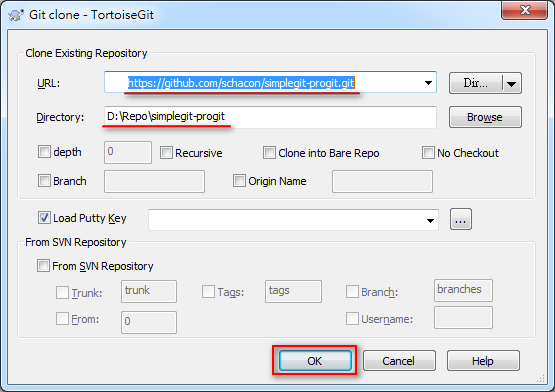 Git clone - TortoiseGit
Clone Existing Repository
URL: https://github.com/schacon/simplegit-progit.git Dir...
Directory: D:\Repo\simplegit-progit Browse
depth 0 Recursive Clone into Bare Repo No Checkout
Branch Origin Name
Load Putty Key ...
From SVN Repository
From SVN Repository
Trunk: trunk Tags: tags Branch: branches
From: 0 Username:
OK Cancel Help